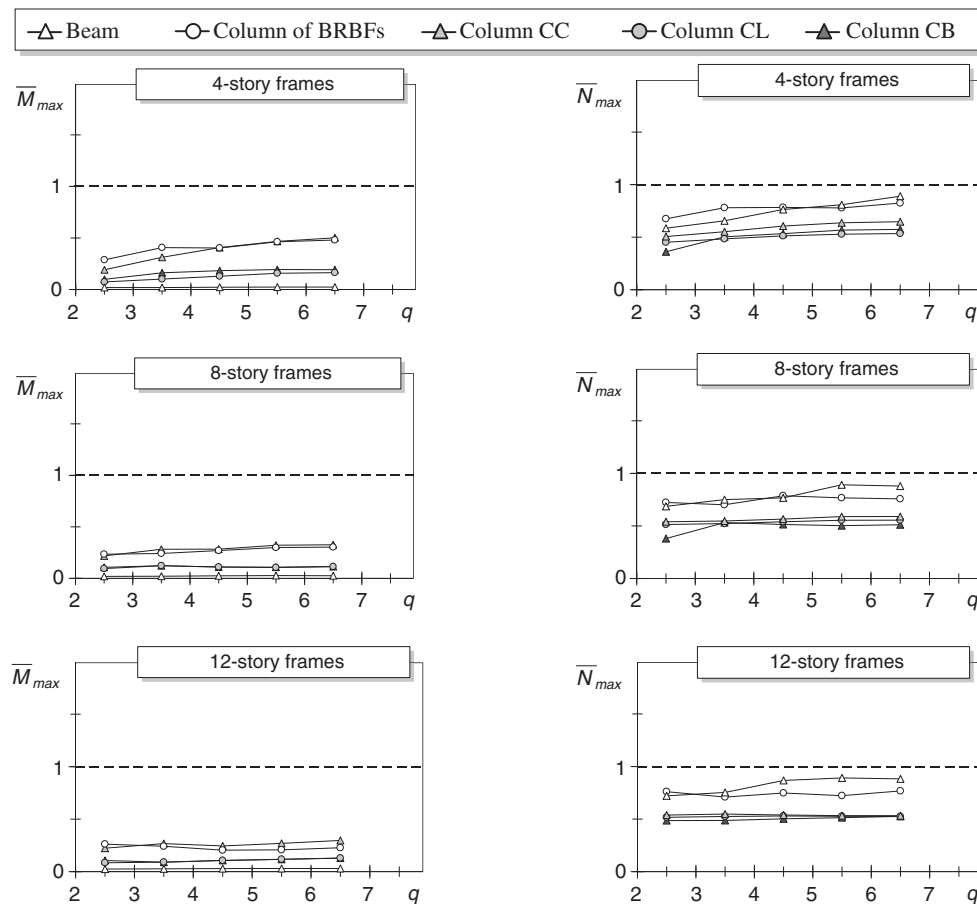 Beam Column of BRBFs Column CC Column CL Column CB
4-story frames
M max
1
0
2 3 4 5 6 7 q
4-story frames
N max
1
0
2 3 4 5 6 7 q
8-story frames
M max
1
0
2 3 4 5 6 7 q
8-story frames
N max
1
0
2 3 4 5 6 7 q
12-story frames
M max
1
0
2 3 4 5 6 7 q
12-story frames
N max
1
0
2 3 4 5 6 7 q